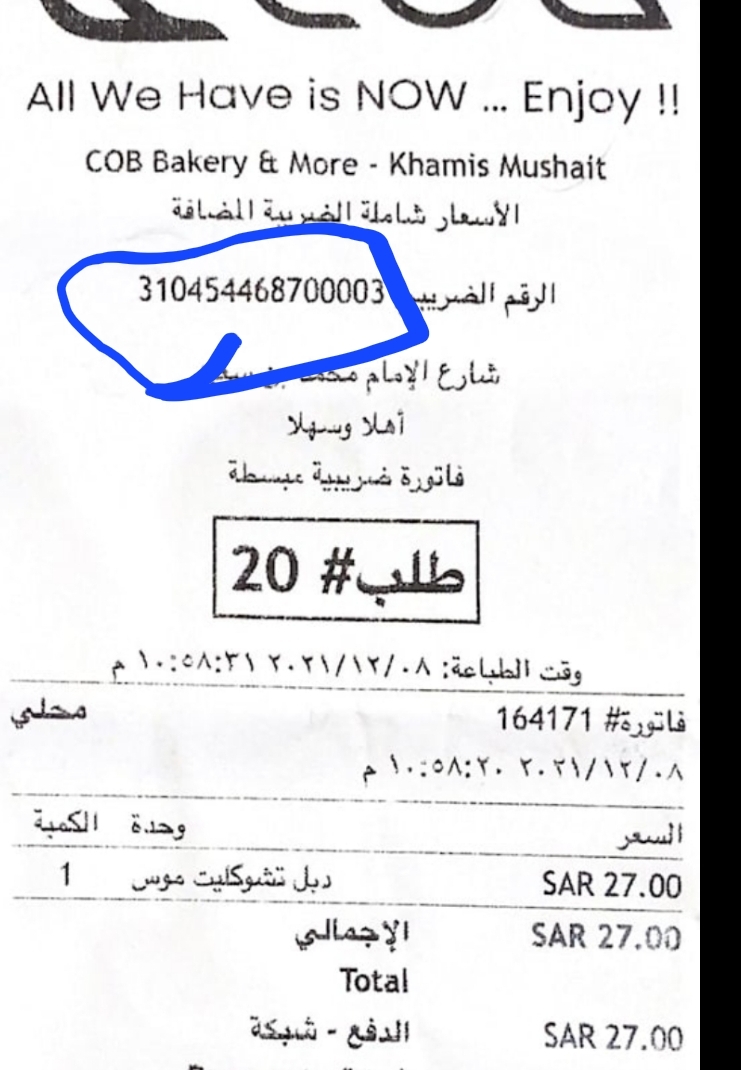 All We Have is NOW ... Enjoy !!
COB Bakery & More - Khamis Mushait
الأسعار شاملة الضريبة المضافة
الرقم الضريبي 310454468700003
شارع الإمام محمد بن
أهلا وسهلا
فاتورة ضريبية مبسطة
طلب# 20
وقت الطباعة: ٢٠٢١/١٢/٠٨ ١٠:٥٨:٣١ م
فاتورة# 164171 محلي
٢٠٢١/١٢/٠٨ ١٠:٥٨:٢٠ م
السعر وحدة الكمية
SAR 27.00 دبل تشوكليت موس 1
SAR 27.00 الإجمالي
Total
SAR 27.00 الدفع - شبكة